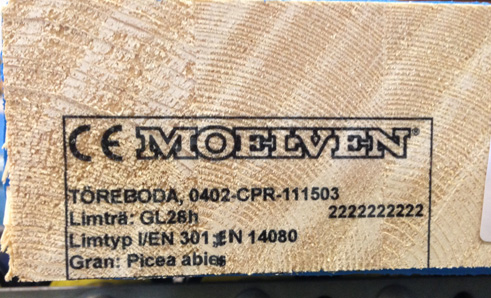 CE MOELVEN®
TÖREBODA, 0402-CPR-111503
Limträ: GL28h 2222222222
Limtyp I/EN 301; EN 14080
Gran: Picea abies